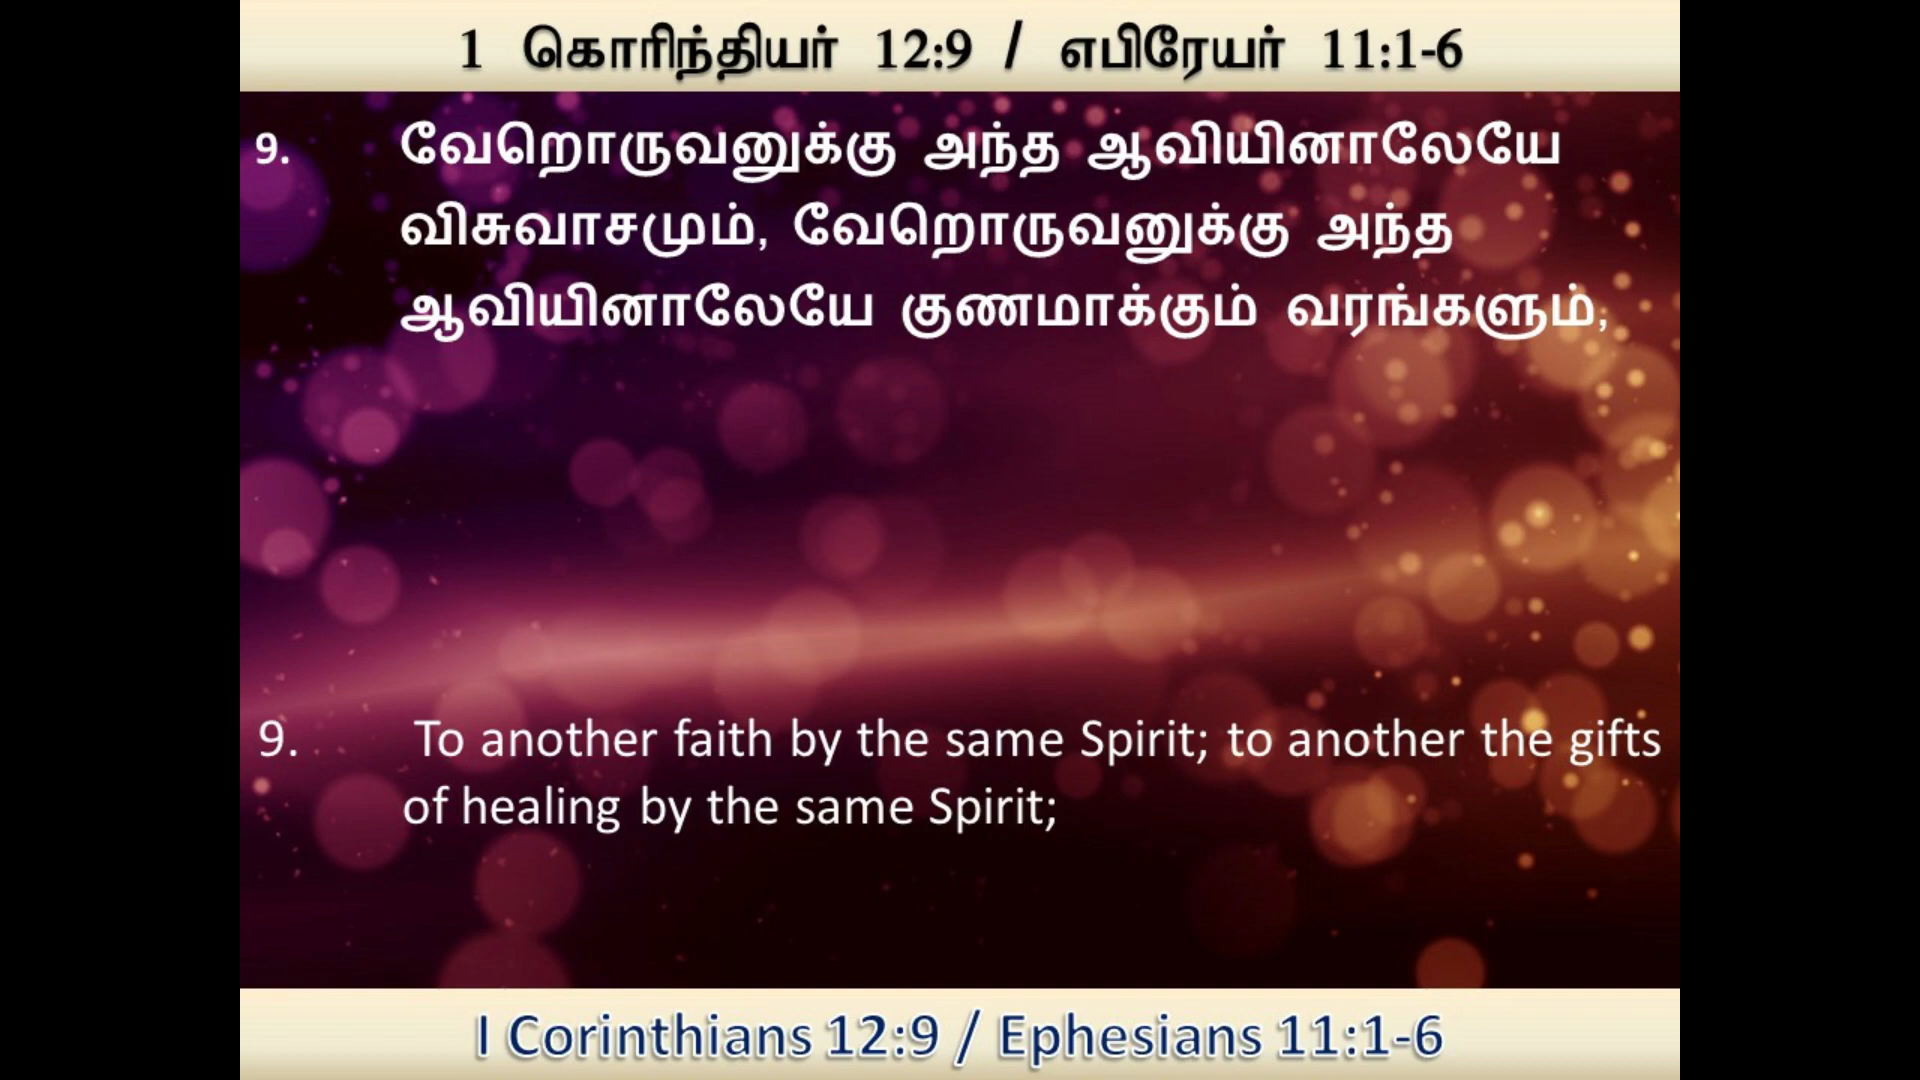 1 கொரிந்தியர் 12:9 / எபிரேயர் 11:1-6
9. வேறொருவனுக்கு அந்த ஆவியினாலேயே
விசுவாசமும், வேறொருவனுக்கு அந்த
ஆவியினாலேயே குணமாக்கும் வரங்களும்,
9. To another faith by the same Spirit; to another the gifts
of healing by the same Spirit;
I Corinthians 12:9 / Ephesians 11:1-6